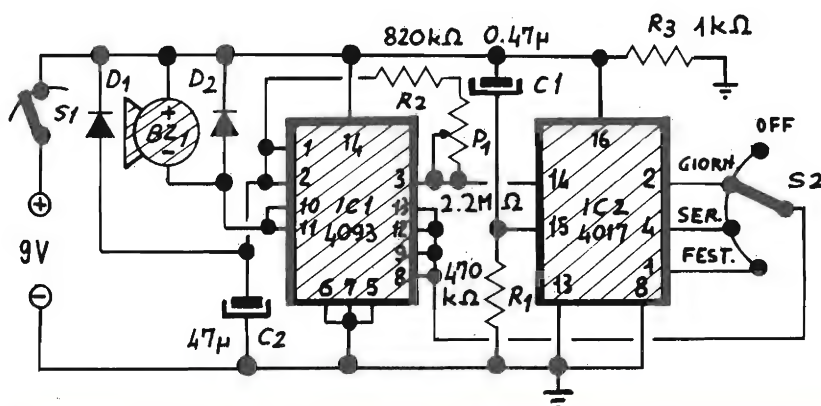 820kΩ 0.47µ R3 1kΩ
D1 + D2 R2 C1
S1 BZ1 P1 OFF
- 1 14 16
2 3 14 2 GIORN. S2
+ 10 IC1 13 2.2MΩ IC2 4 SER.
9V 11 4093 12 15 4017
9 FEST.
- 8 470 1
6 7 5 kΩ R1 13 8
47µ C2